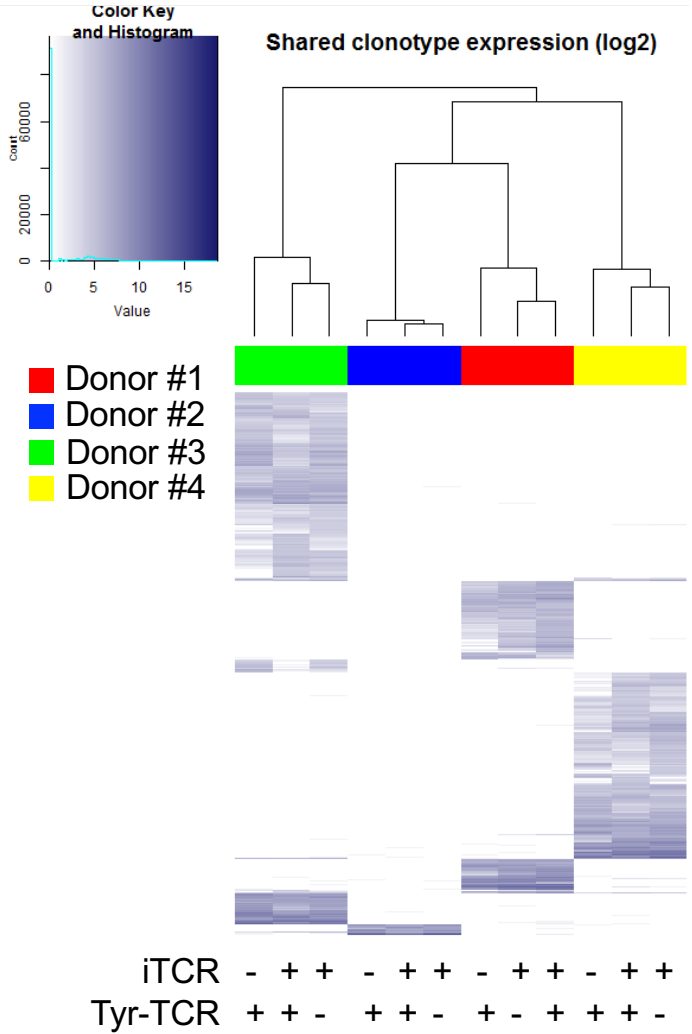 Color Key
and Histogram
Shared clonotype expression (log2)
Count
0 20000 60000
0 5 10 15
Value
Donor #1
Donor #2
Donor #3
Donor #4
iTCR - + + - + + - + + - + +
Tyr-TCR + + - + + - + - + + + -